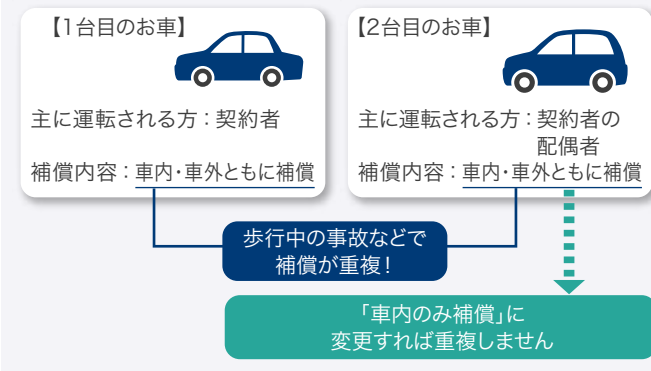 【1台目のお車】
主に運転される方：契約者
補償内容：車内・車外ともに補償
【2台目のお車】
主に運転される方：契約者の
配偶者
補償内容：車内・車外ともに補償
歩行中の事故などで
補償が重複！
「車内のみ補償」に
変更すれば重複しません